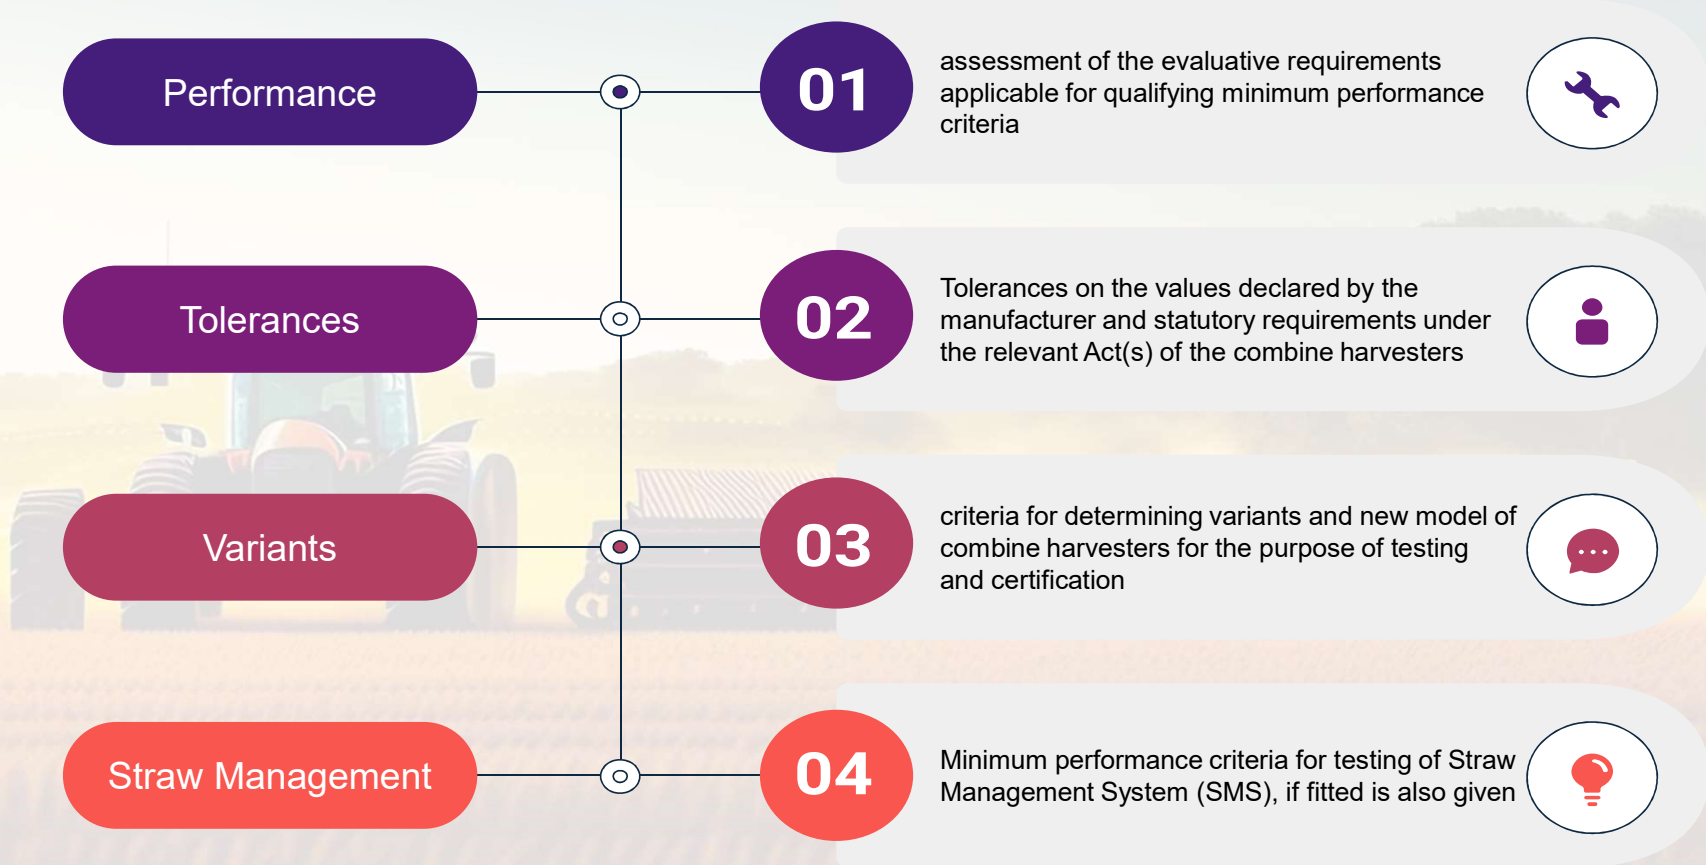 Performance
01
assessment of the evaluative requirements
applicable for qualifying minimum performance
criteria
Tolerances
02
Tolerances on the values declared by the
manufacturer and statutory requirements under
the relevant Act(s) of the combine harvesters
Variants
03
criteria for determining variants and new model of
combine harvesters for the purpose of testing
and certification
Straw Management
04
Minimum performance criteria for testing of Straw
Management System (SMS), if fitted is also given